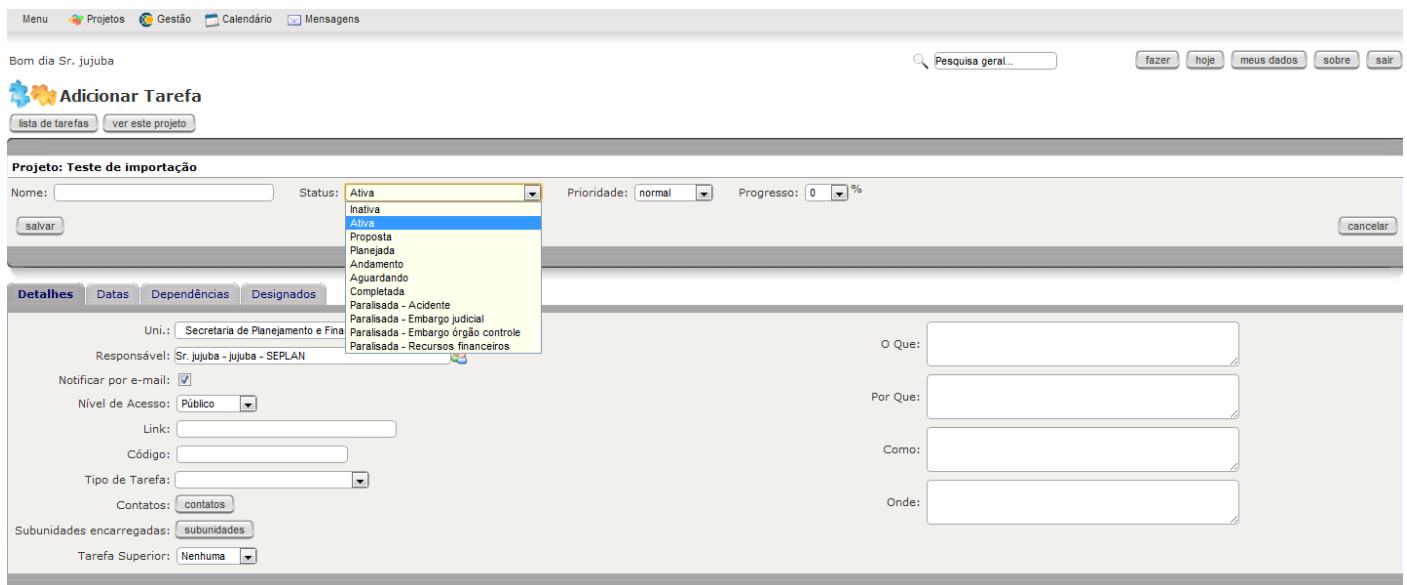 Menu Projetos Gestão Calendário Mensagens
Bom dia Sr. jujuba Pesquisa geral... fazer hoje meus dados sobre sair
Adicionar Tarefa
lista de tarefas ver este projeto
Projeto: Teste de importação
Nome: Status: Ativa Prioridade: normal Progresso: 0 %
Inativa
Ativa
salvar cancelar
Proposta
Planejada
Andamento
Aguardando
Completada
Paralisada - Acidente
Paralisada - Embargo judicial
Paralisada - Embargo órgão controle
Paralisada - Recursos financeiros
Detalhes Datas Dependências Designados
Uni.: Secretaria de Planejamento e Fina
Responsável: Sr. jujuba - jujuba - SEPLAN
Notificar por e-mail:
Nível de Acesso: Público
Link:
Código:
Tipo de Tarefa:
Contatos: contatos
Subunidades encarregadas: subunidades
Tarefa Superior: Nenhuma
O Que:
Por Que:
Como:
Onde: